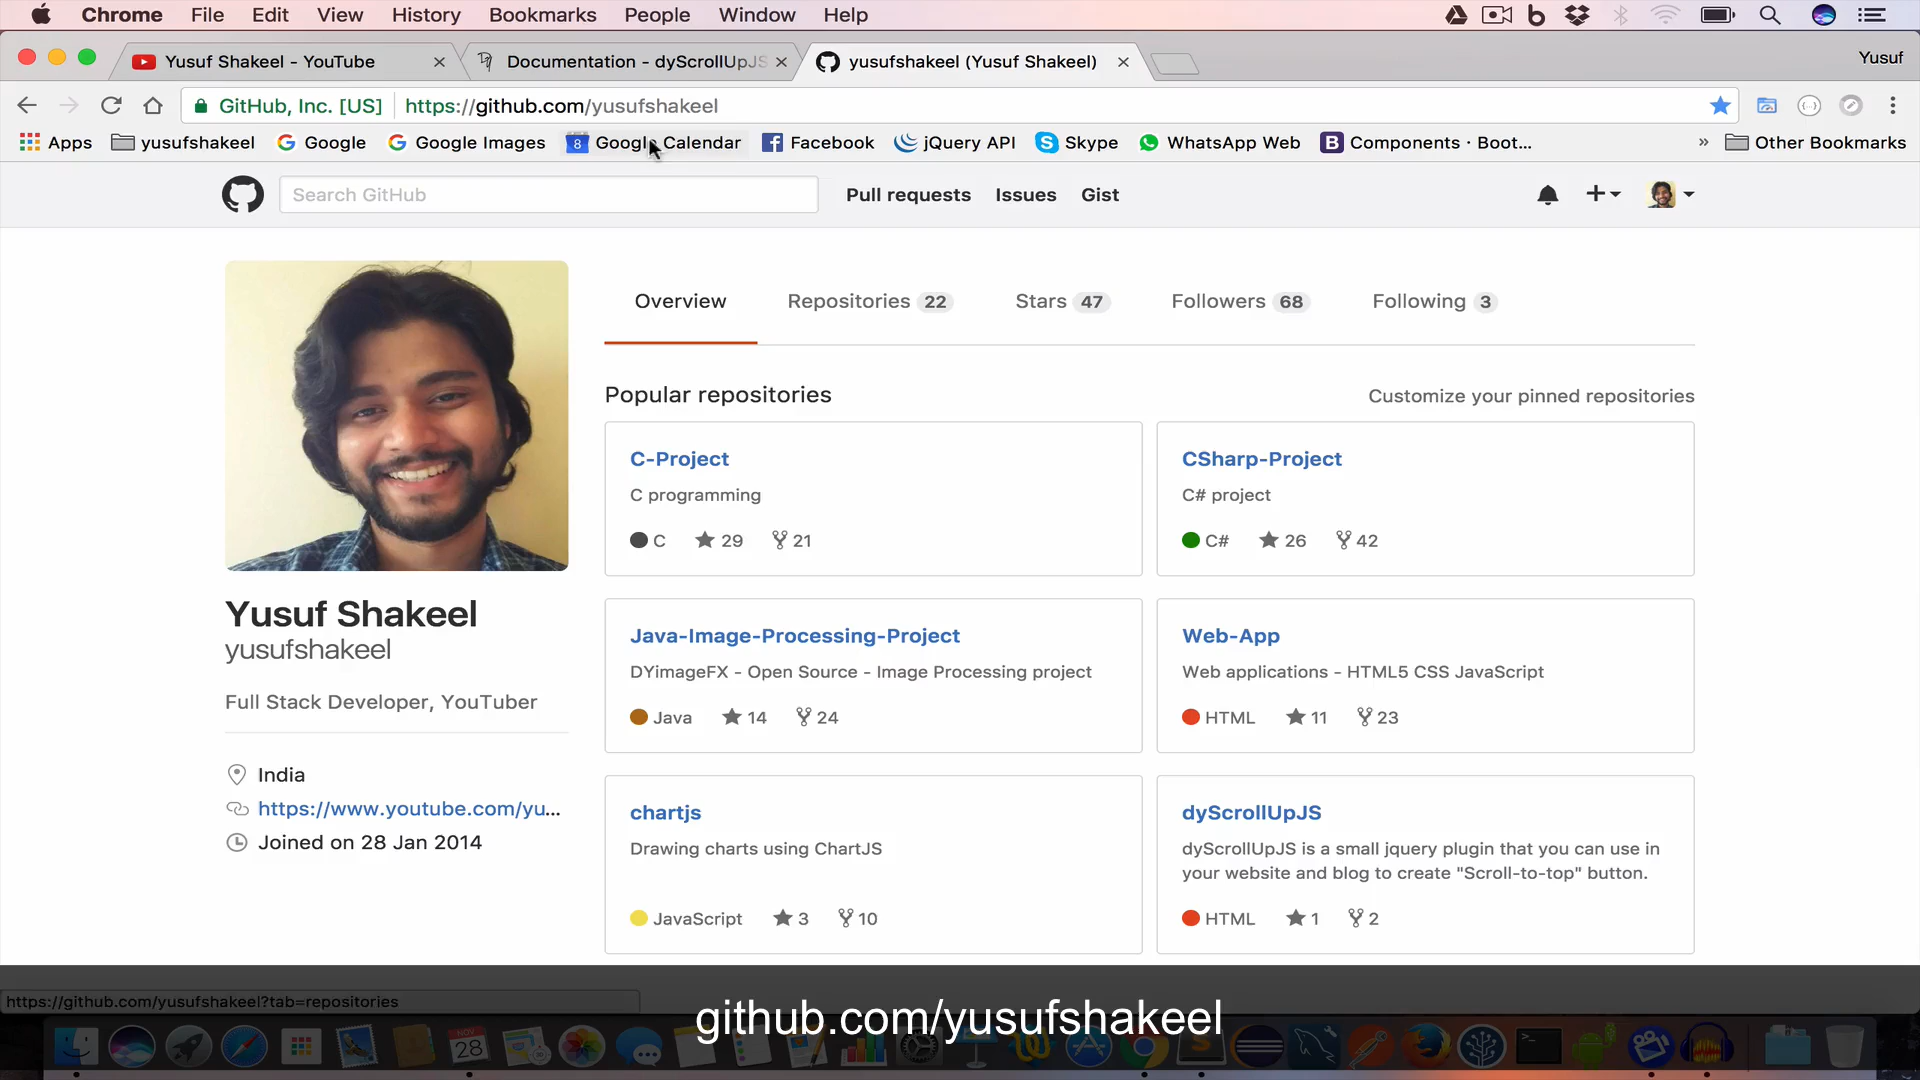 Chrome File Edit View History Bookmarks People Window Help
Yusuf Shakeel - YouTube
Documentation - dyScrollUpJS
yusufshakeel (Yusuf Shakeel)
Yusuf
GitHub, Inc. [US] https://github.com/yusufshakeel
Apps yusufshakeel Google Google Images 8 Google Calendar Facebook jQuery API Skype WhatsApp Web B Components · Boot... » Other Bookmarks
Search GitHub Pull requests Issues Gist
Overview Repositories 22 Stars 47 Followers 68 Following 3
Popular repositories Customize your pinned repositories
C-Project
C programming
C 29 21
CSharp-Project
C# project
C# 26 42
Yusuf Shakeel
yusufshakeel
Full Stack Developer, YouTuber
India
https://www.youtube.com/yu...
Joined on 28 Jan 2014
Java-Image-Processing-Project
DYimageFX - Open Source - Image Processing project
Java 14 24
Web-App
Web applications - HTML5 CSS JavaScript
HTML 11 23
chartjs
Drawing charts using ChartJS
JavaScript 3 10
dyScrollUpJS
dyScrollUpJS is a small jquery plugin that you can use in
your website and blog to create "Scroll-to-top" button.
HTML 1 2
https://github.com/yusufshakeel?tab=repositories
github.com/yusufshakeel
NOV
28